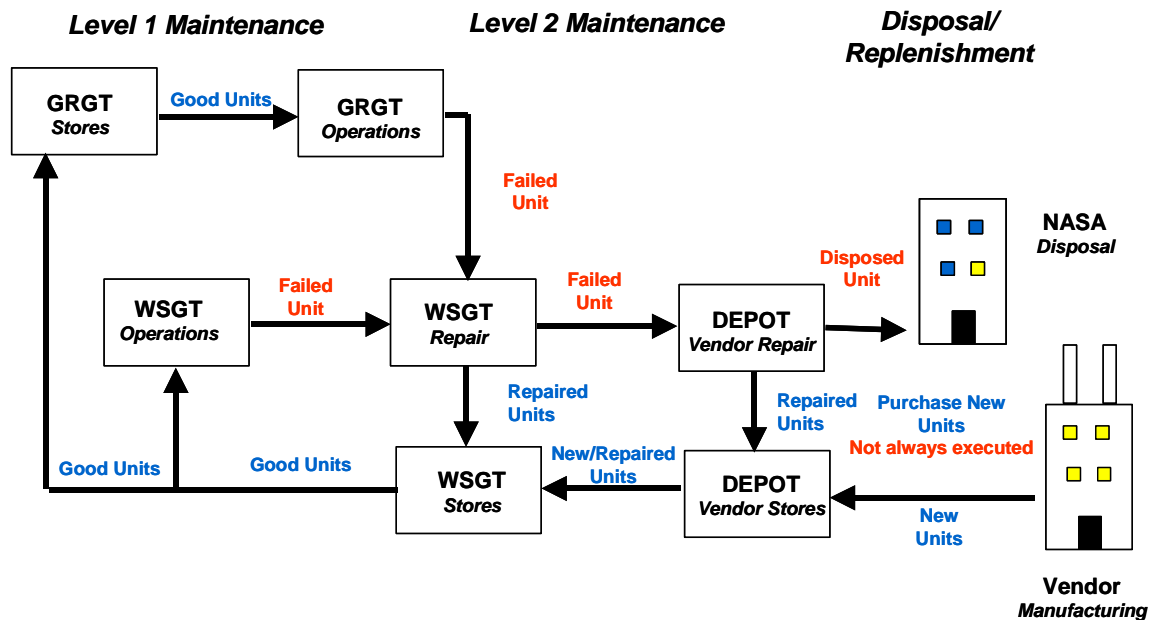 Level 1 Maintenance
Level 2 Maintenance
Disposal/
Replenishment
GRGT
Stores
Good Units
GRGT
Operations
Failed
Unit
NASA
Disposal
WSGT
Operations
Failed
Unit
WSGT
Repair
Failed
Unit
DEPOT
Vendor Repair
Disposed
Unit
Repaired
Units
Repaired
Units
Purchase New
Units
Not always executed
Good Units
Good Units
WSGT
Stores
New/Repaired
Units
DEPOT
Vendor Stores
New
Units
Vendor
Manufacturing